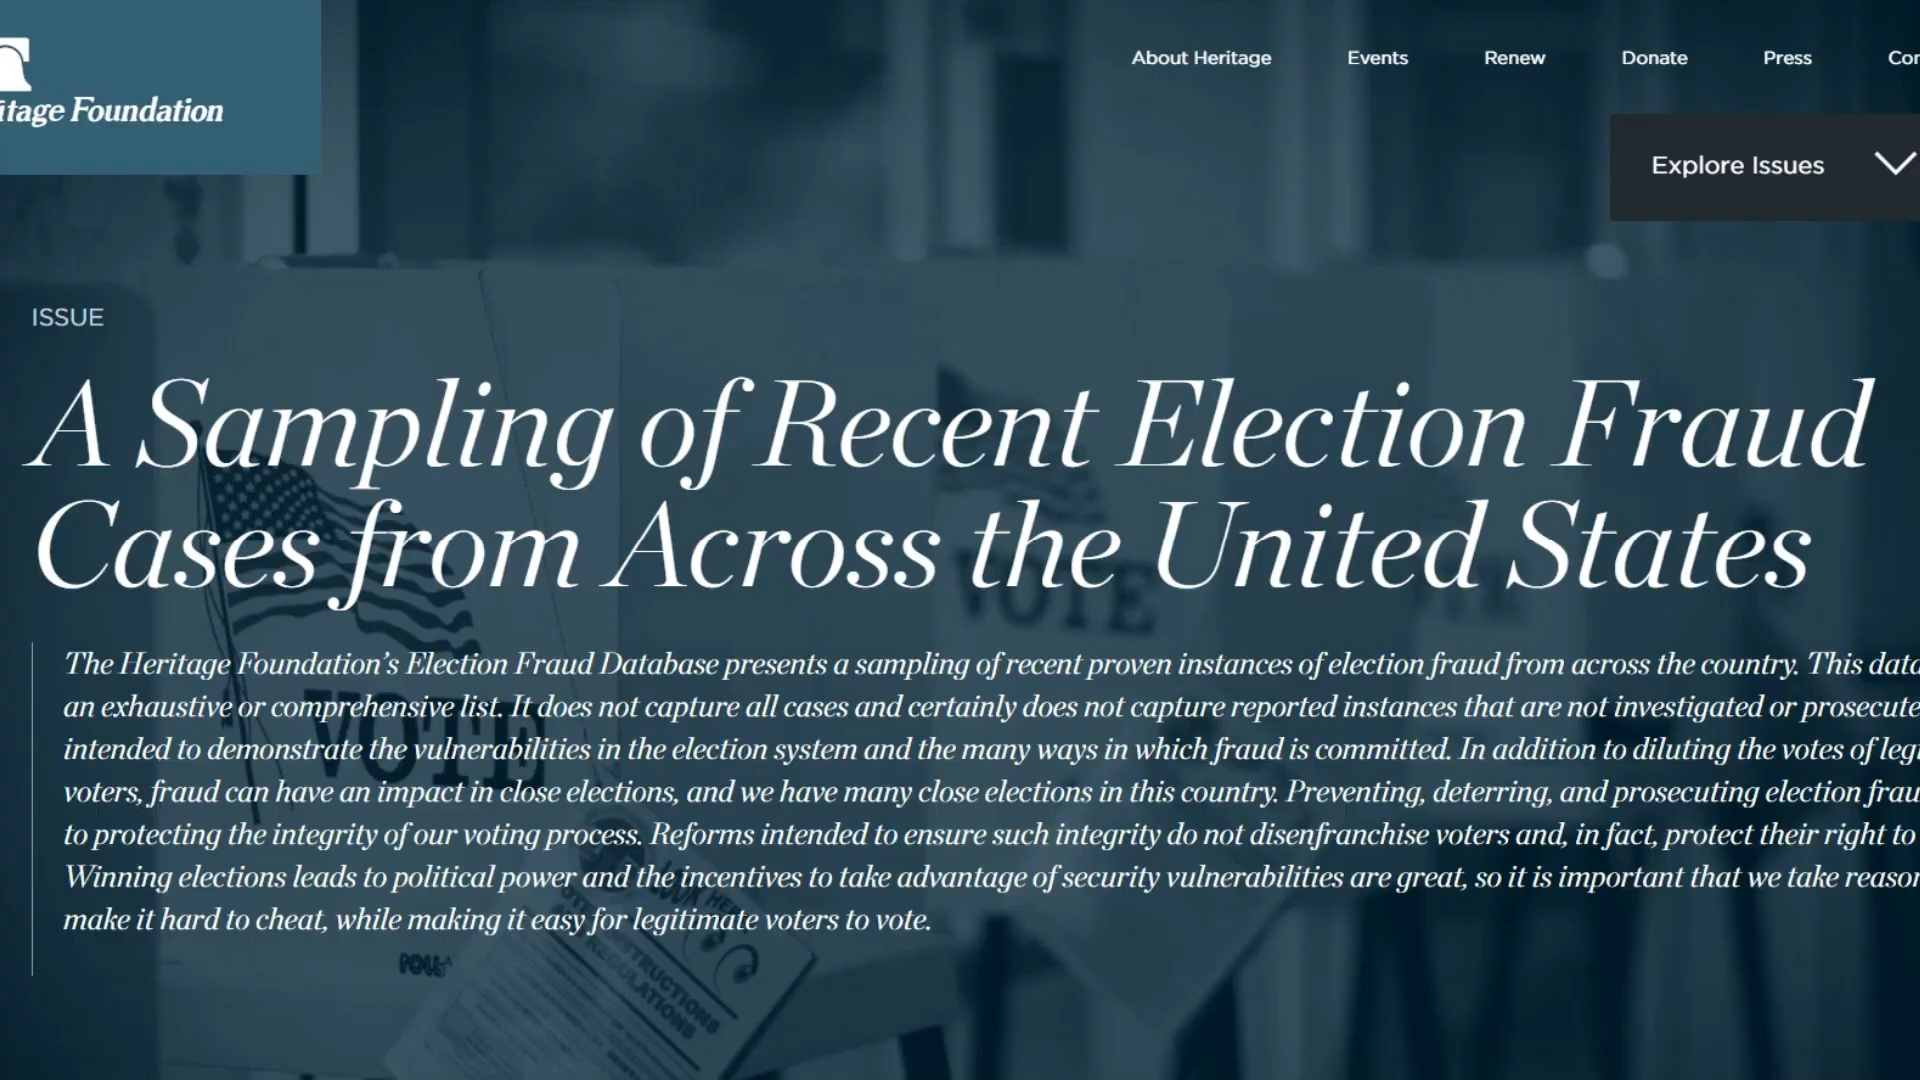 About Heritage Events Renew Donate Press
itage Foundation
Explore Issues
ISSUE
A Sampling of Recent Election Fraud
Cases from Across the United States
The Heritage Foundation’s Election Fraud Database presents a sampling of recent proven instances of election fraud from across the country. This
an exhaustive or comprehensive list. It does not capture all cases and certainly does not capture reported instances that are not investigated or
intended to demonstrate the vulnerabilities in the election system and the many ways in which fraud is committed. In addition to diluting the votes of
voters, fraud can have an impact in close elections, and we have many close elections in this country. Preventing, deterring, and prosecuting election
to protecting the integrity of our voting process. Reforms intended to ensure such integrity do not disenfranchise voters and, in fact, protect their right to
Winning elections leads to political power and the incentives to take advantage of security vulnerabilities are great, so it is important that we take
make it hard to cheat, while making it easy for legitimate voters to vote.
VOTE
VOTE
INSTRUCTIONS
REGULATIONS